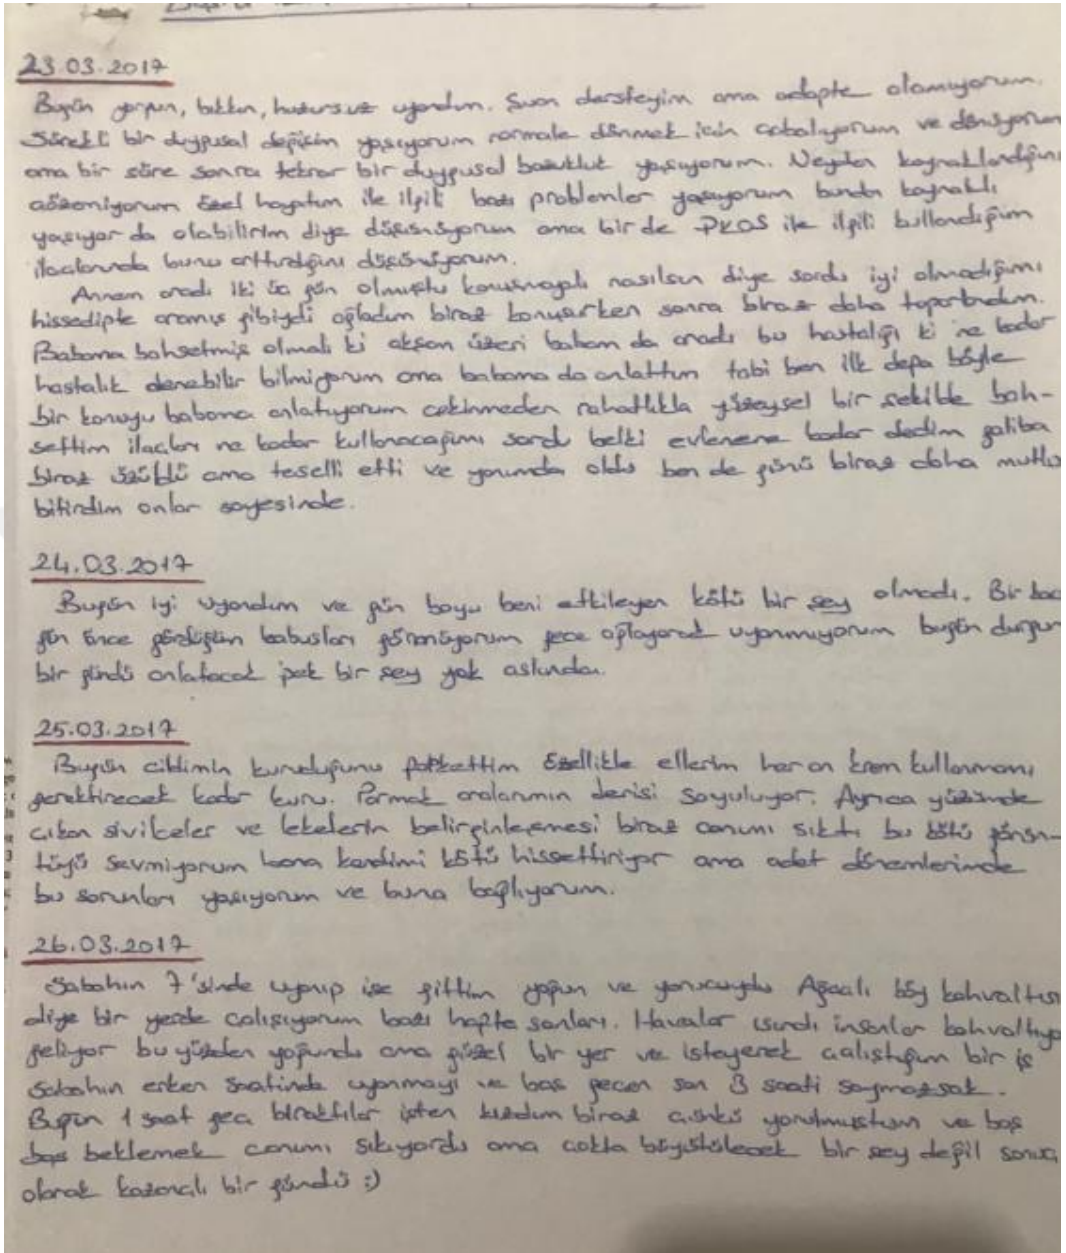 23.03.2017
Bugün yorgun, bıkkın, huzursuz uyandım. Şuan dersteyim ama adapte olamıyorum.
Sürekli bir duygusal değişim yaşıyorum normale dönmek için çabalıyorum ve dönüyorum
ama bir süre sonra tekrar bir duygusal bozukluk yaşıyorum. Neyden kaynaklandığını
çözemiyorum özel hayatım ile ilgili bazı problemler yaşıyorum bundan kaynaklı
yaşıyor da olabilirim diye düşünüyorum ama bir de PKOS ile ilgili kullandığım
ilaçlarında bunu arttırdığını düşünüyorum.
Annem aradı iki üç gün olmuştu konuşmayalı nasılsın diye sordu iyi olmadığımı
hissedipte aramış gibiydi ağladım biraz konuşurken sonra biraz daha toparlandım.
Babama bahsetmiş olmalı ki akşam üzeri babam da aradı bu hastalığı ki ne kadar
hastalık denebilir bilmiyorum ama babama da anlattım tabi ben ilk defa böyle
bir konuyu babama anlatıyorum çekinmeden rahatlıkla yüzeysel bir şekilde bah-
settim ilaçları ne kadar kullanacağımı sordu belki evlenene kadar dedim galiba
biraz üzüldü ama teselli etti ve yanımda oldu ben de günü biraz daha mutlu
bitirdim onlar sayesinde.
24.03.2017
Bugün iyi uyandım ve gün boyu beni etkileyen kötü bir şey olmadı. Bir kaç
gün önce gördüğüm kabusları görmüyorum gece ağlayarak uyanmıyorum bugün durgun
bir gündü anlatacak pek bir şey yok aslında.
25.03.2017
Bugün cildimin kuruduğunu farkettim özellikle ellerim her an krem kullanmamı
gerektirecek kadar kuru. Parmak aralarımın derisi soyuluyor. Ayrıca yüzümde
çıkan sivilceler ve lekelerin belirginleşmesi biraz canımı sıktı bu kötü görün-
tüyü sevmiyorum bana kendimi kötü hissettiriyor ama adet dönemlerimde
bu sorunları yaşıyorum ve buna bağlıyorum.
26.03.2017
Sabahın 7'sinde uyanıp işe gittim yoğun ve yorucuydu Ağaçlı köy kahvaltısı
diye bir yerde çalışıyorum bazı hafta sonları. Havalar ısındı insanlar kahvaltıya
geliyor bu yüzden yoğundu ama güzel bir yer ve isteyerek çalıştığım bir iş
sabahın erken saatinde uyanmayı ve boş geçen son 3 saati saymazsak.
Bugün 1 saat geç bıraktılar işten kızdım biraz çünkü yorulmuştum ve boş
boş beklemek canımı sıkıyordu ama çokta büyütülecek bir şey değil sonuç
olarak kazançlı bir gündü :)